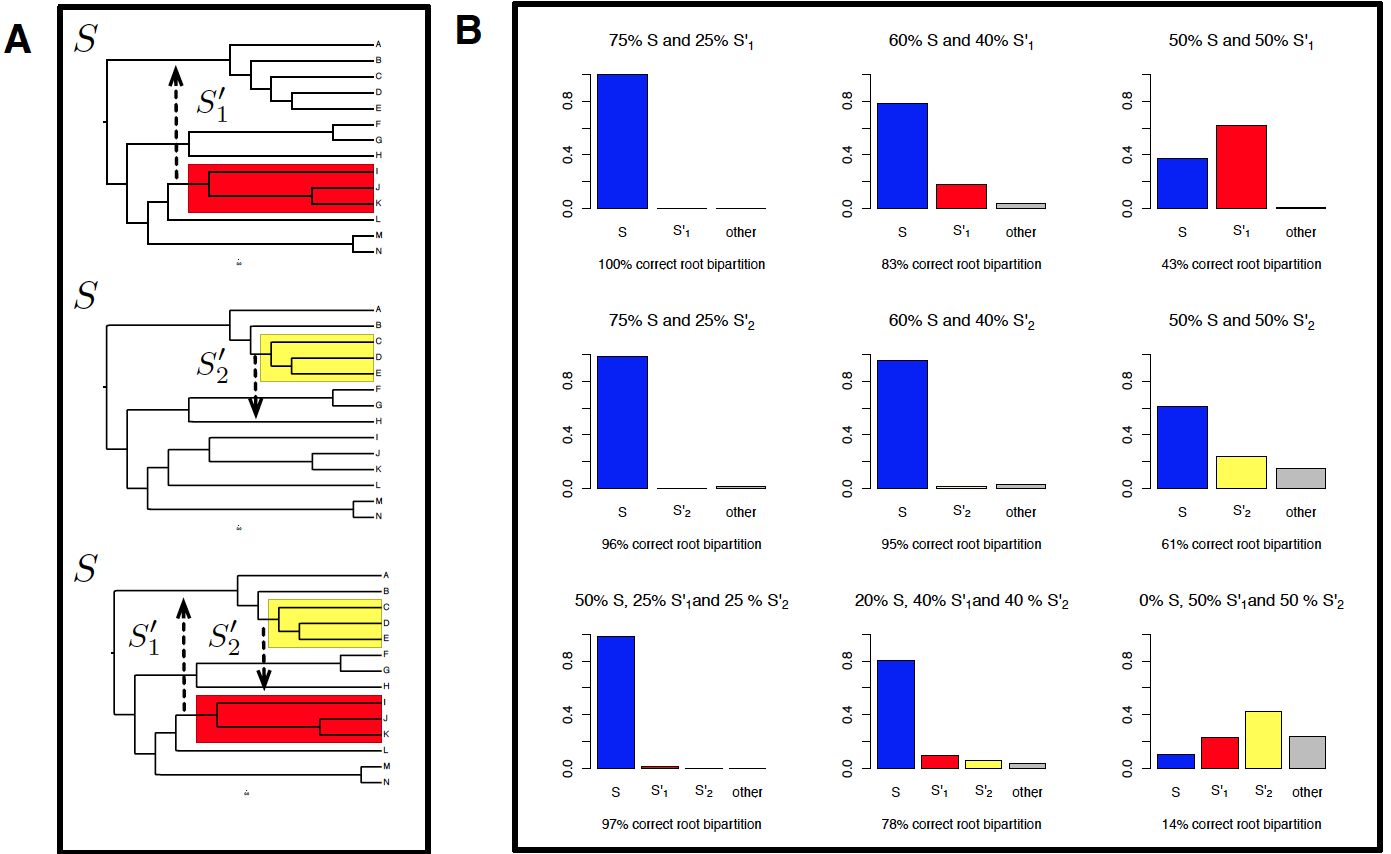 A
S
A
B
C
D
E
F
G
H
I
J
K
L
M
N
S'1
S
A
B
C
D
E
F
G
H
I
J
K
L
M
N
S'2
S
A
B
C
D
E
F
G
H
I
J
K
L
M
N
S'1 S'2
B
75% S and 25% S'1
0.0 0.4 0.8
S S'1 other
100% correct root bipartition
60% S and 40% S'1
0.0 0.4 0.8
S S'1 other
83% correct root bipartition
50% S and 50% S'1
0.0 0.4 0.8
S S'1 other
43% correct root bipartition
75% S and 25% S'2
0.0 0.4 0.8
S S'2 other
96% correct root bipartition
60% S and 40% S'2
0.0 0.4 0.8
S S'2 other
95% correct root bipartition
50% S and 50% S'2
0.0 0.4 0.8
S S'2 other
61% correct root bipartition
50% S, 25% S'1and 25 % S'2
0.0 0.4 0.8
S S'1 S'2 other
97% correct root bipartition
20% S, 40% S'1and 40 % S'2
0.0 0.4 0.8
S S'1 S'2 other
78% correct root bipartition
0% S, 50% S'1and 50 % S'2
0.0 0.4 0.8
S S'1 S'2 other
14% correct root bipartition